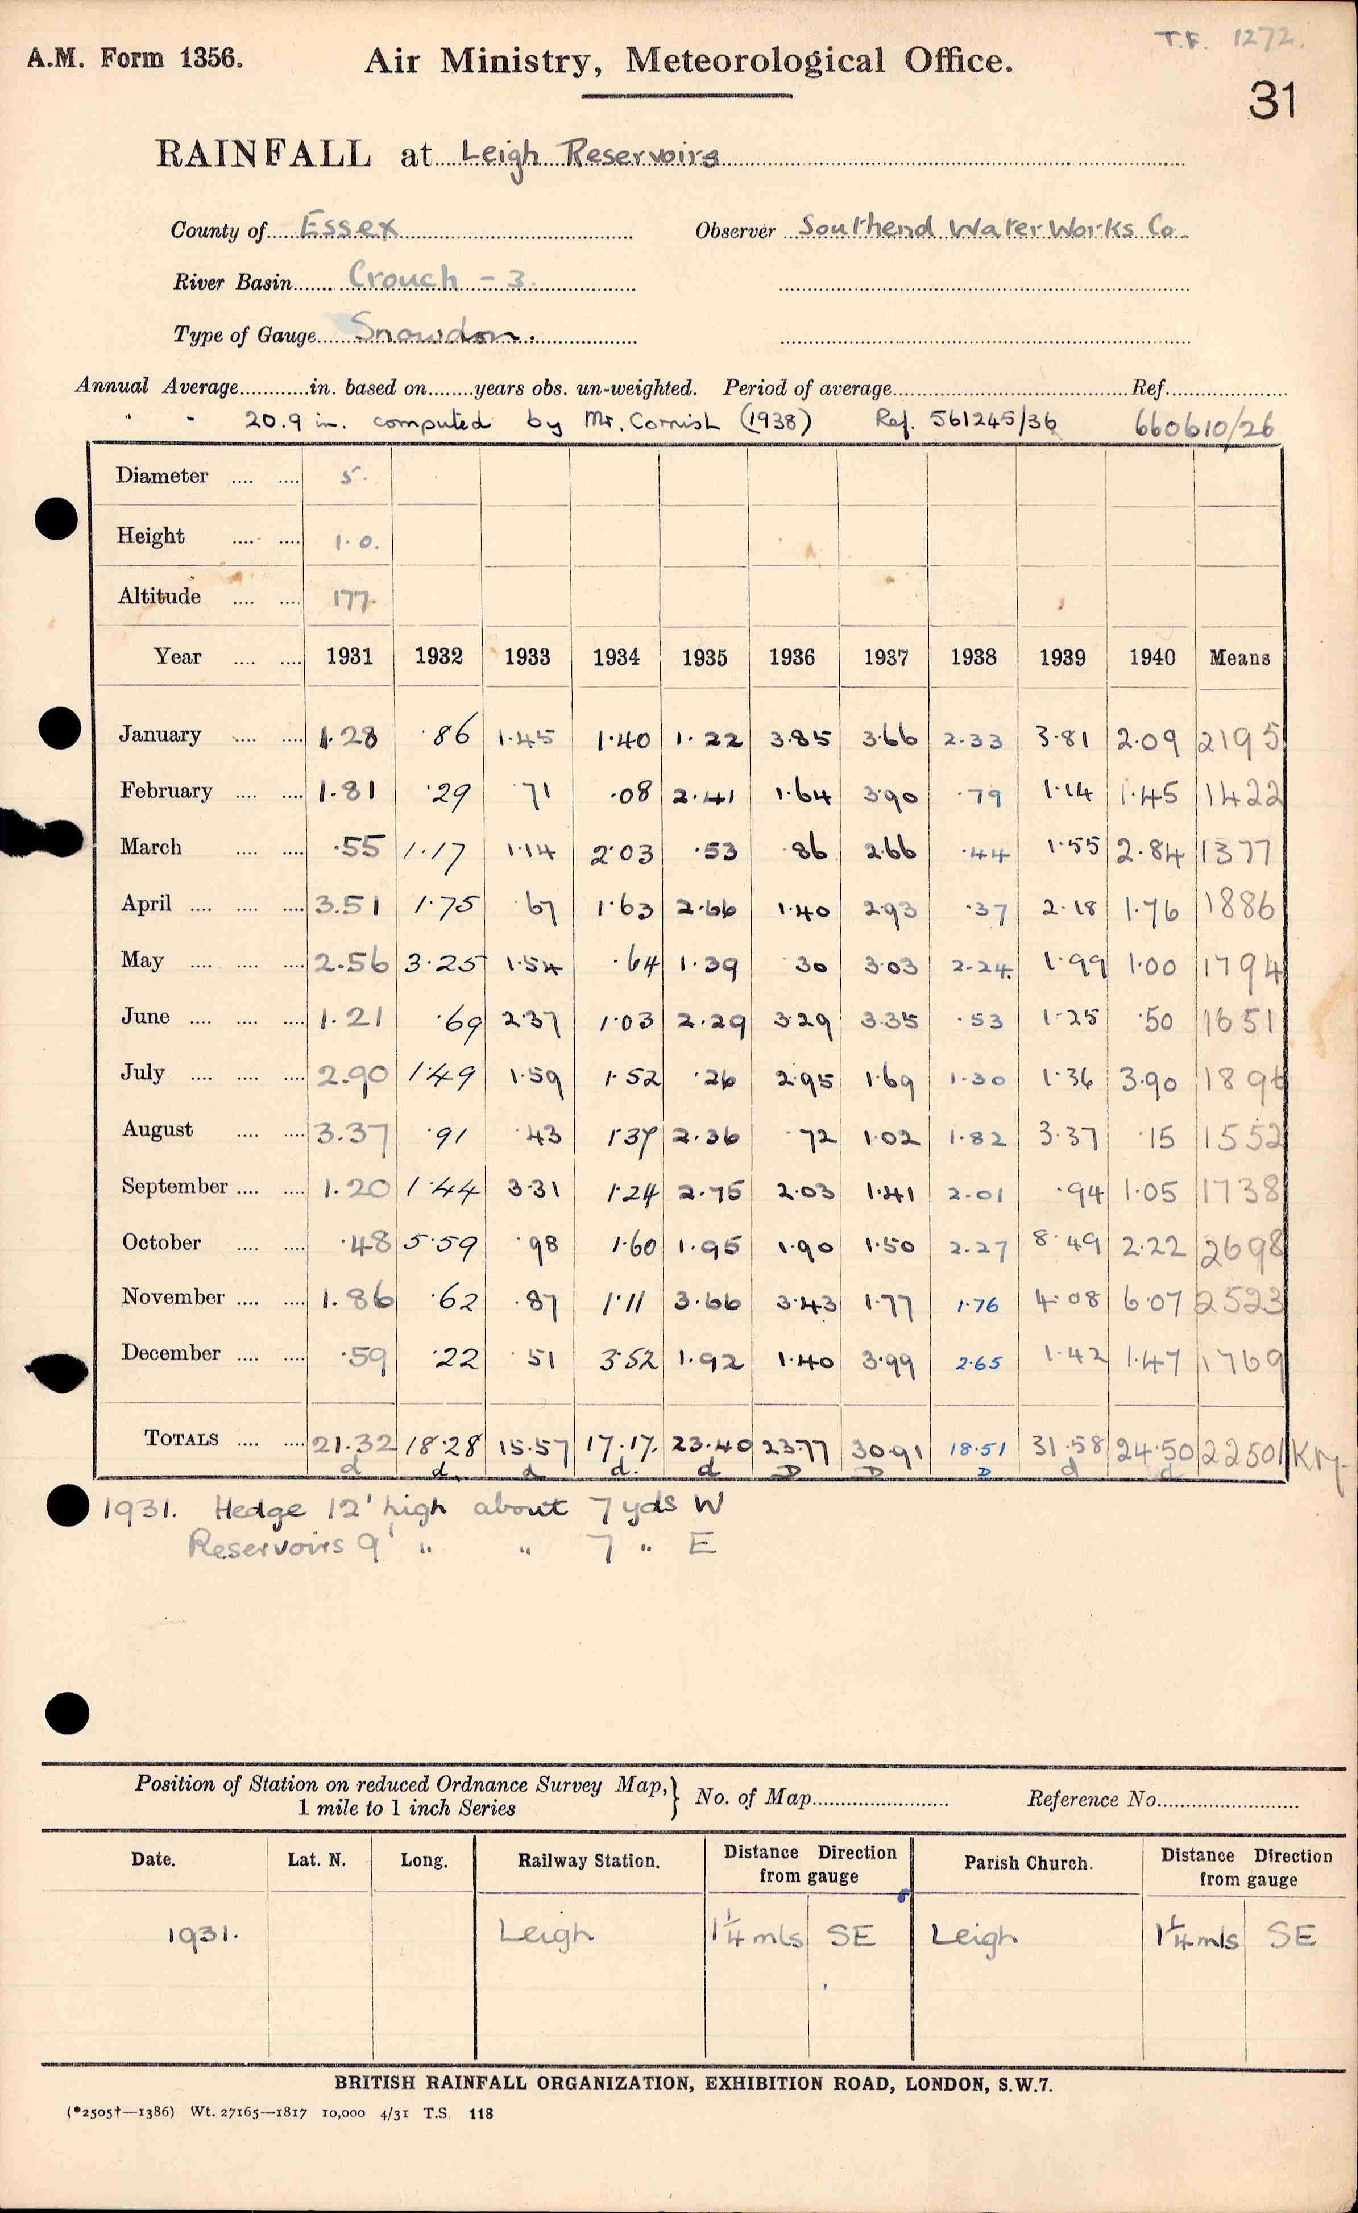 T.F. 1272.
A.M. Form 1356. Air Ministry, Meteorological Office.
31
RAINFALL at Leigh Reservoirs
County of Essex Observer Southend Water Works Co.
River Basin Crouch - 3.
Type of Gauge Snowdon.
Annual Average............in. based on........years obs. un-weighted. Period of average........ Ref.........
" " 20.9 in. computed by Mr. Cornish (1938) Ref. 561245/36 660610/26
Diameter .... .... 5.
Height .... .... 1.0.
Altitude .... .... 177
Year .... .... 1931 1932 1933 1934 1935 1936 1937 1938 1939 1940 Means
January .... .... 1.28 .86 1.45 1.40 1.22 3.85 3.66 2.33 3.81 2.09 2195
February .... .... 1.81 .29 .71 .08 2.41 1.64 3.90 .79 1.14 1.45 1422
March .... .... .55 1.17 1.14 2.03 .53 .86 2.66 .44 1.55 2.84 1377
April .... .... .... 3.51 1.75 .67 1.63 2.66 1.40 2.93 .37 2.18 1.76 1886
May .... .... .... 2.56 3.25 1.54 .64 1.39 .30 3.03 2.24 1.99 1.00 1794
June .... .... .... 1.21 .69 2.37 1.03 2.29 3.29 3.35 .53 1.25 .50 1651
July .... .... .... 2.90 1.49 1.59 1.52 .26 2.95 1.69 1.30 1.36 3.90 1896
August .... .... 3.37 .91 .43 1.37 2.36 .72 1.02 1.82 3.37 .15 1552
September .... .... 1.20 1.44 3.31 1.24 2.75 2.03 1.41 2.01 .94 1.05 1738
October .... .... .48 5.59 .98 1.60 1.95 1.90 1.50 2.27 8.49 2.22 2698
November .... .... 1.86 .62 .87 1.11 3.66 3.43 1.77 1.76 4.08 6.07 2523
December .... .... .59 .22 .51 3.52 1.92 1.40 3.99 2.65 1.42 1.47 1769
TOTALS .... .... 21.32 18.28 15.57 17.17. 23.40 23.77 30.91 18.51 31.58 24.50 22501 KM
d d d d. d D D D d d
1931. Hedge 12' high about 7 yds W
Reservoirs 9' " " 7 " E
Position of Station on reduced Ordnance Survey Map,} No. of Map........ Reference No........
1 mile to 1 inch Series
Date. Lat. N. Long. Railway Station. Distance Direction from gauge Parish Church. Distance Direction from gauge
1931. Leigh 1¼ mls SE Leigh 1¼ mls SE
BRITISH RAINFALL ORGANIZATION, EXHIBITION ROAD, LONDON, S.W.7.
(*2505†—1386) Wt. 27165—1817 10,000 4/31 T.S. 118